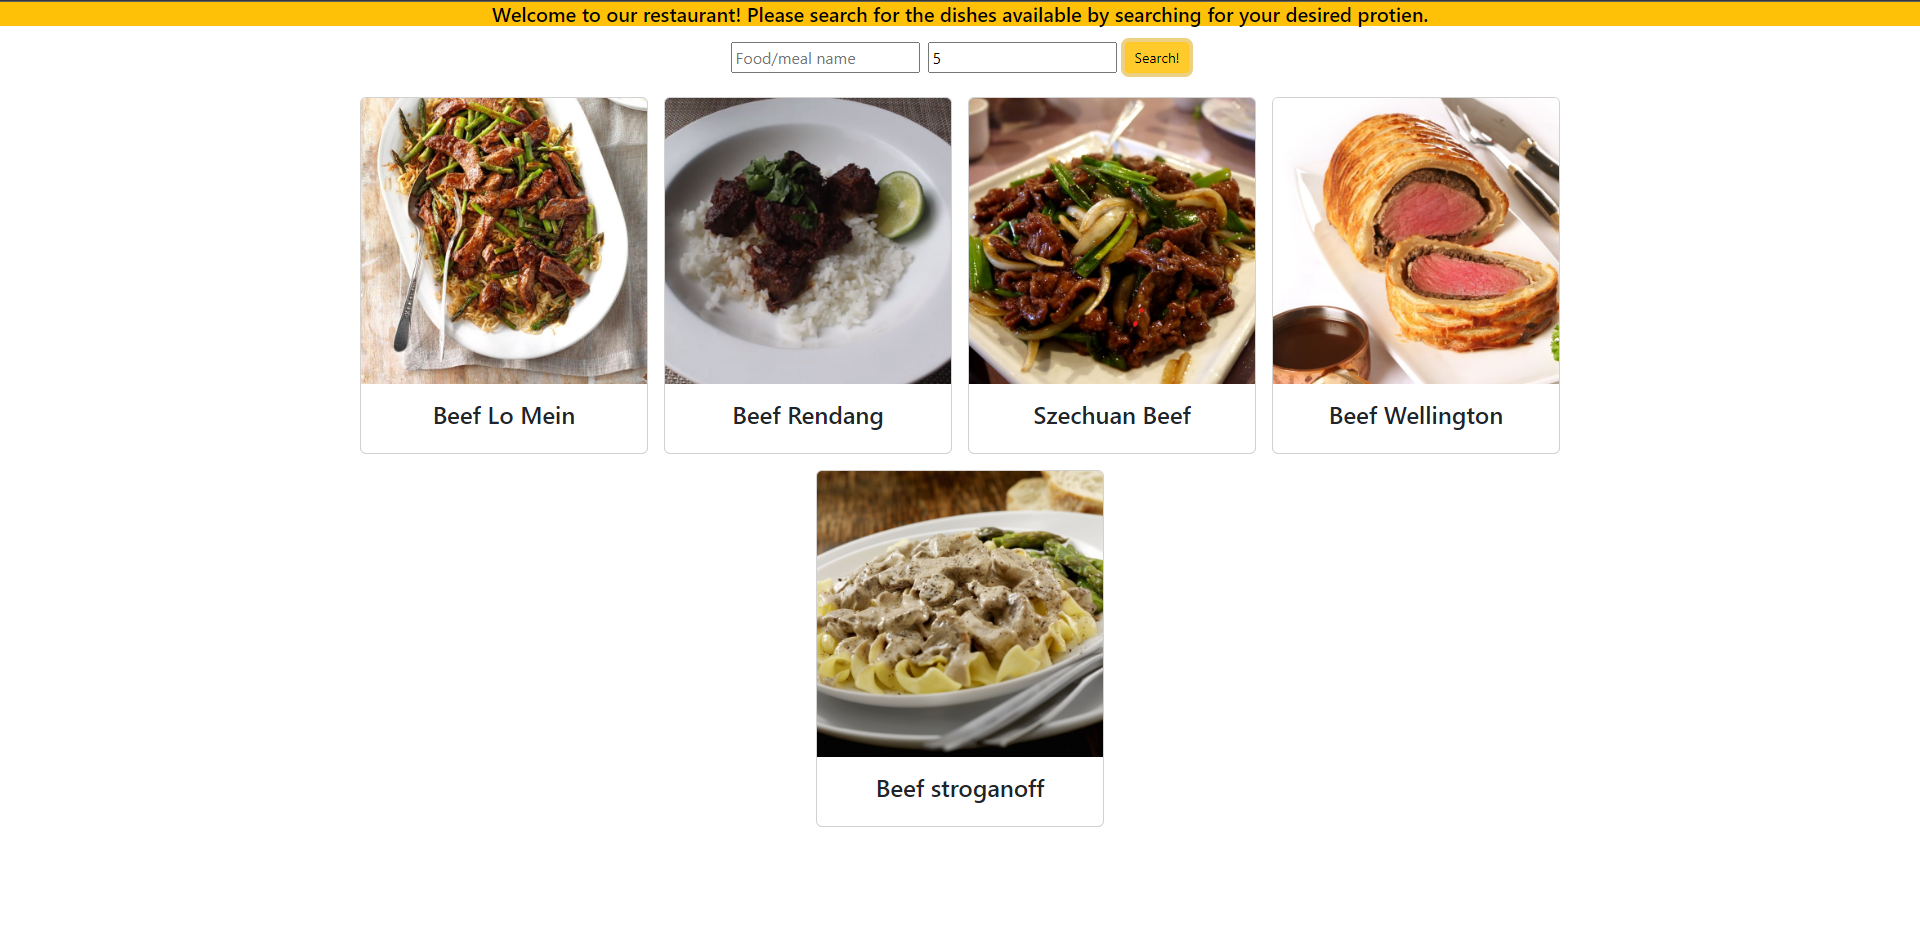 Welcome to our restaurant! Please search for the dishes available by searching for your desired protien.
Food/meal name 5 Search!
Beef Lo Mein Beef Rendang Szechuan Beef Beef Wellington
Beef stroganoff